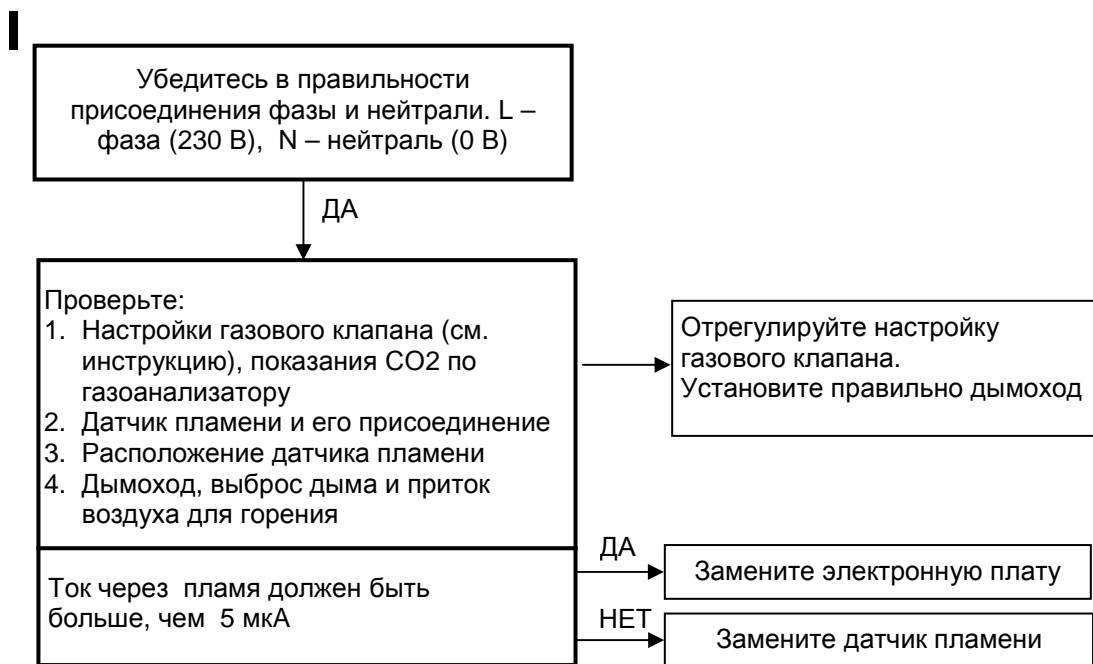 Убедитесь в правильности
присоединения фазы и нейтрали. L –
фаза (230 В), N – нейтраль (0 В)
ДА
Проверьте:
1. Настройки газового клапана (см.
инструкцию), показания СО2 по
газоанализатору
2. Датчик пламени и его присоединение
3. Расположение датчика пламени
4. Дымоход, выброс дыма и приток
воздуха для горения
Отрегулируйте настройку
газового клапана.
Установите правильно дымоход
Ток через пламя должен быть
больше, чем 5 мкА
ДА
Замените электронную плату
НЕТ
Замените датчик пламени